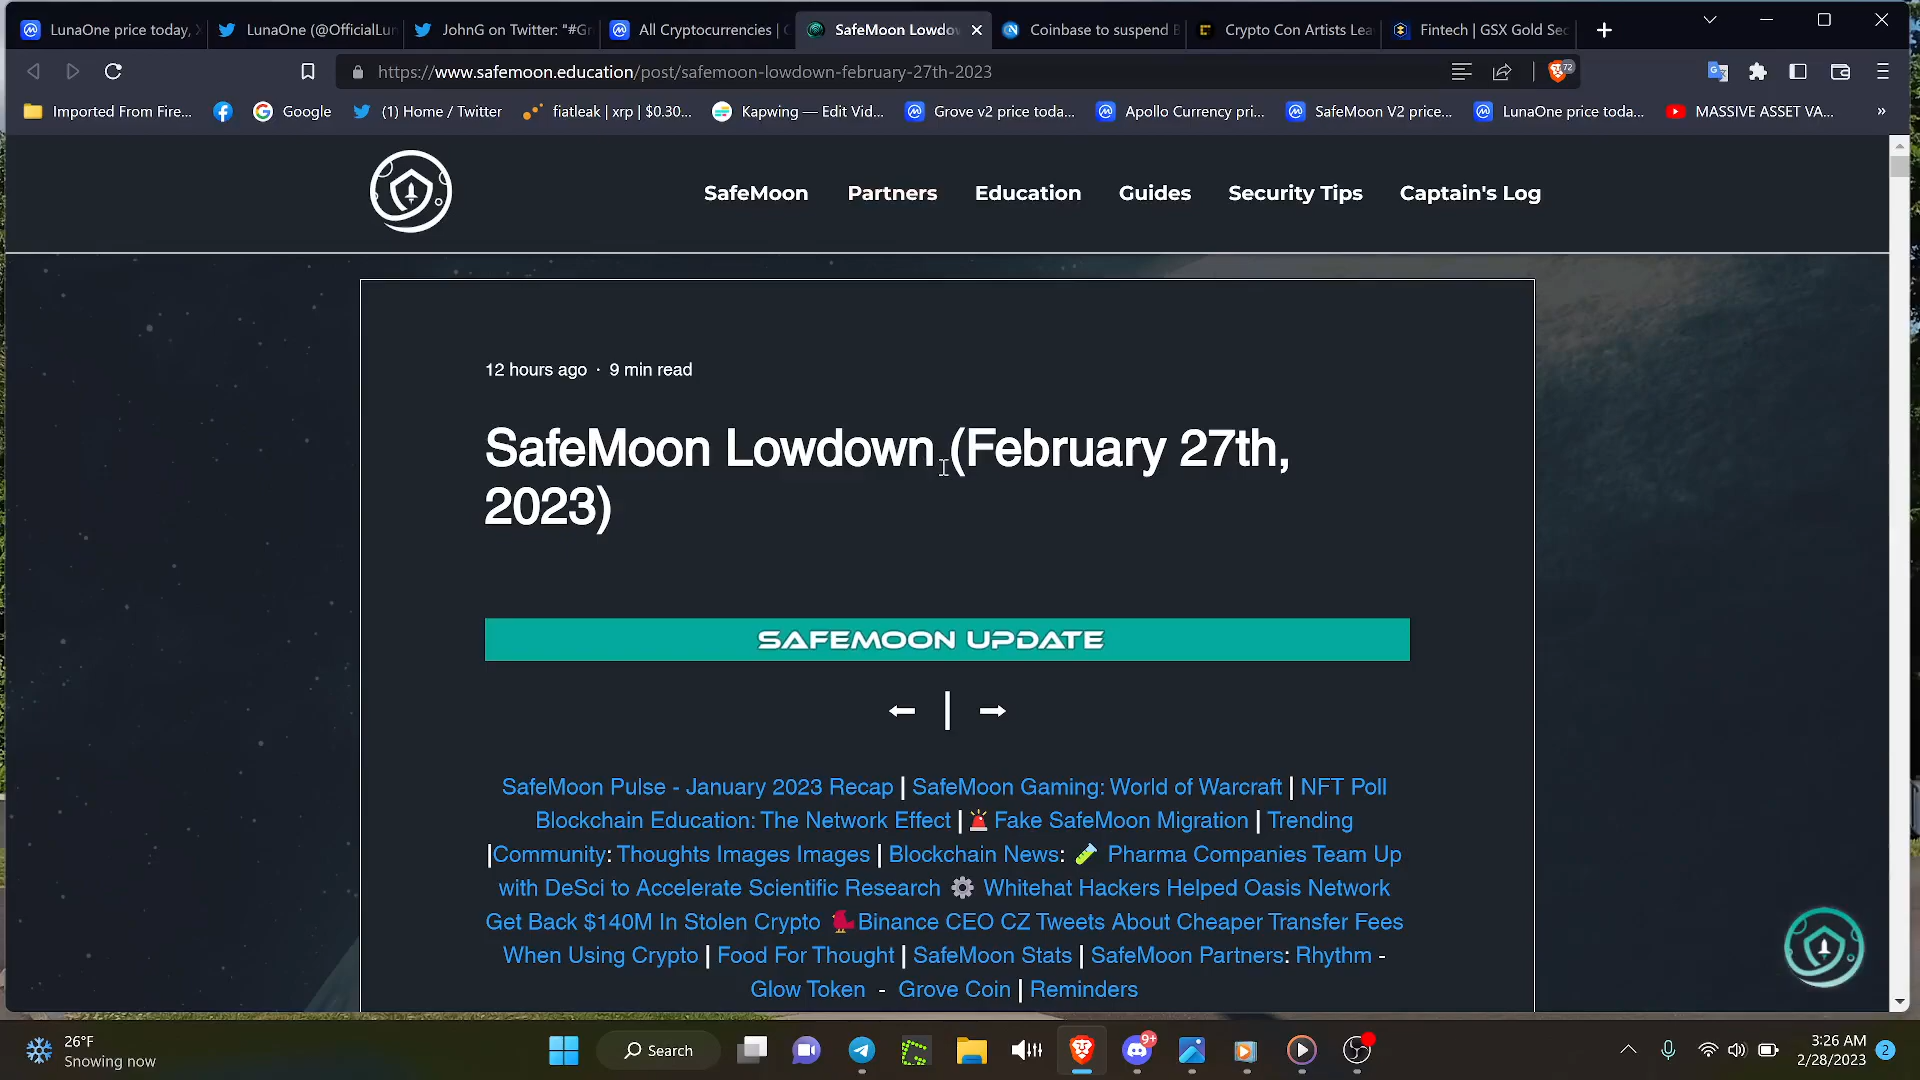 LunaOne price today, X
LunaOne (@OfficialLun
JohnG on Twitter: "#Gr
All Cryptocurrencies | C
SafeMoon Lowdow
Coinbase to suspend B
Crypto Con Artists Lea
Fintech | GSX Gold Sec
https://www.safemoon.education/post/safemoon-lowdown-february-27th-2023
72
Imported From Fire...
Google
(1) Home / Twitter
fiatleak | xrp | $0.30...
Kapwing — Edit Vid...
Grove v2 price toda...
Apollo Currency pri...
SafeMoon V2 price...
LunaOne price toda...
MASSIVE ASSET VA...
»
SafeMoon
Partners
Education
Guides
Security Tips
Captain's Log
12 hours ago · 9 min read
SafeMoon Lowdown (February 27th,
2023)
SAFEMOON UPDATE
← | →
SafeMoon Pulse - January 2023 Recap | SafeMoon Gaming: World of Warcraft | NFT Poll
Blockchain Education: The Network Effect | 🚨 Fake SafeMoon Migration | Trending
|Community: Thoughts Images Images | Blockchain News: 🧪 Pharma Companies Team Up
with DeSci to Accelerate Scientific Research ⚙️ Whitehat Hackers Helped Oasis Network
Get Back $140M In Stolen Crypto 🐦Binance CEO CZ Tweets About Cheaper Transfer Fees
When Using Crypto | Food For Thought | SafeMoon Stats | SafeMoon Partners: Rhythm -
Glow Token - Grove Coin | Reminders
26°F
Snowing now
Search
9+
3:26 AM
2/28/2023
2